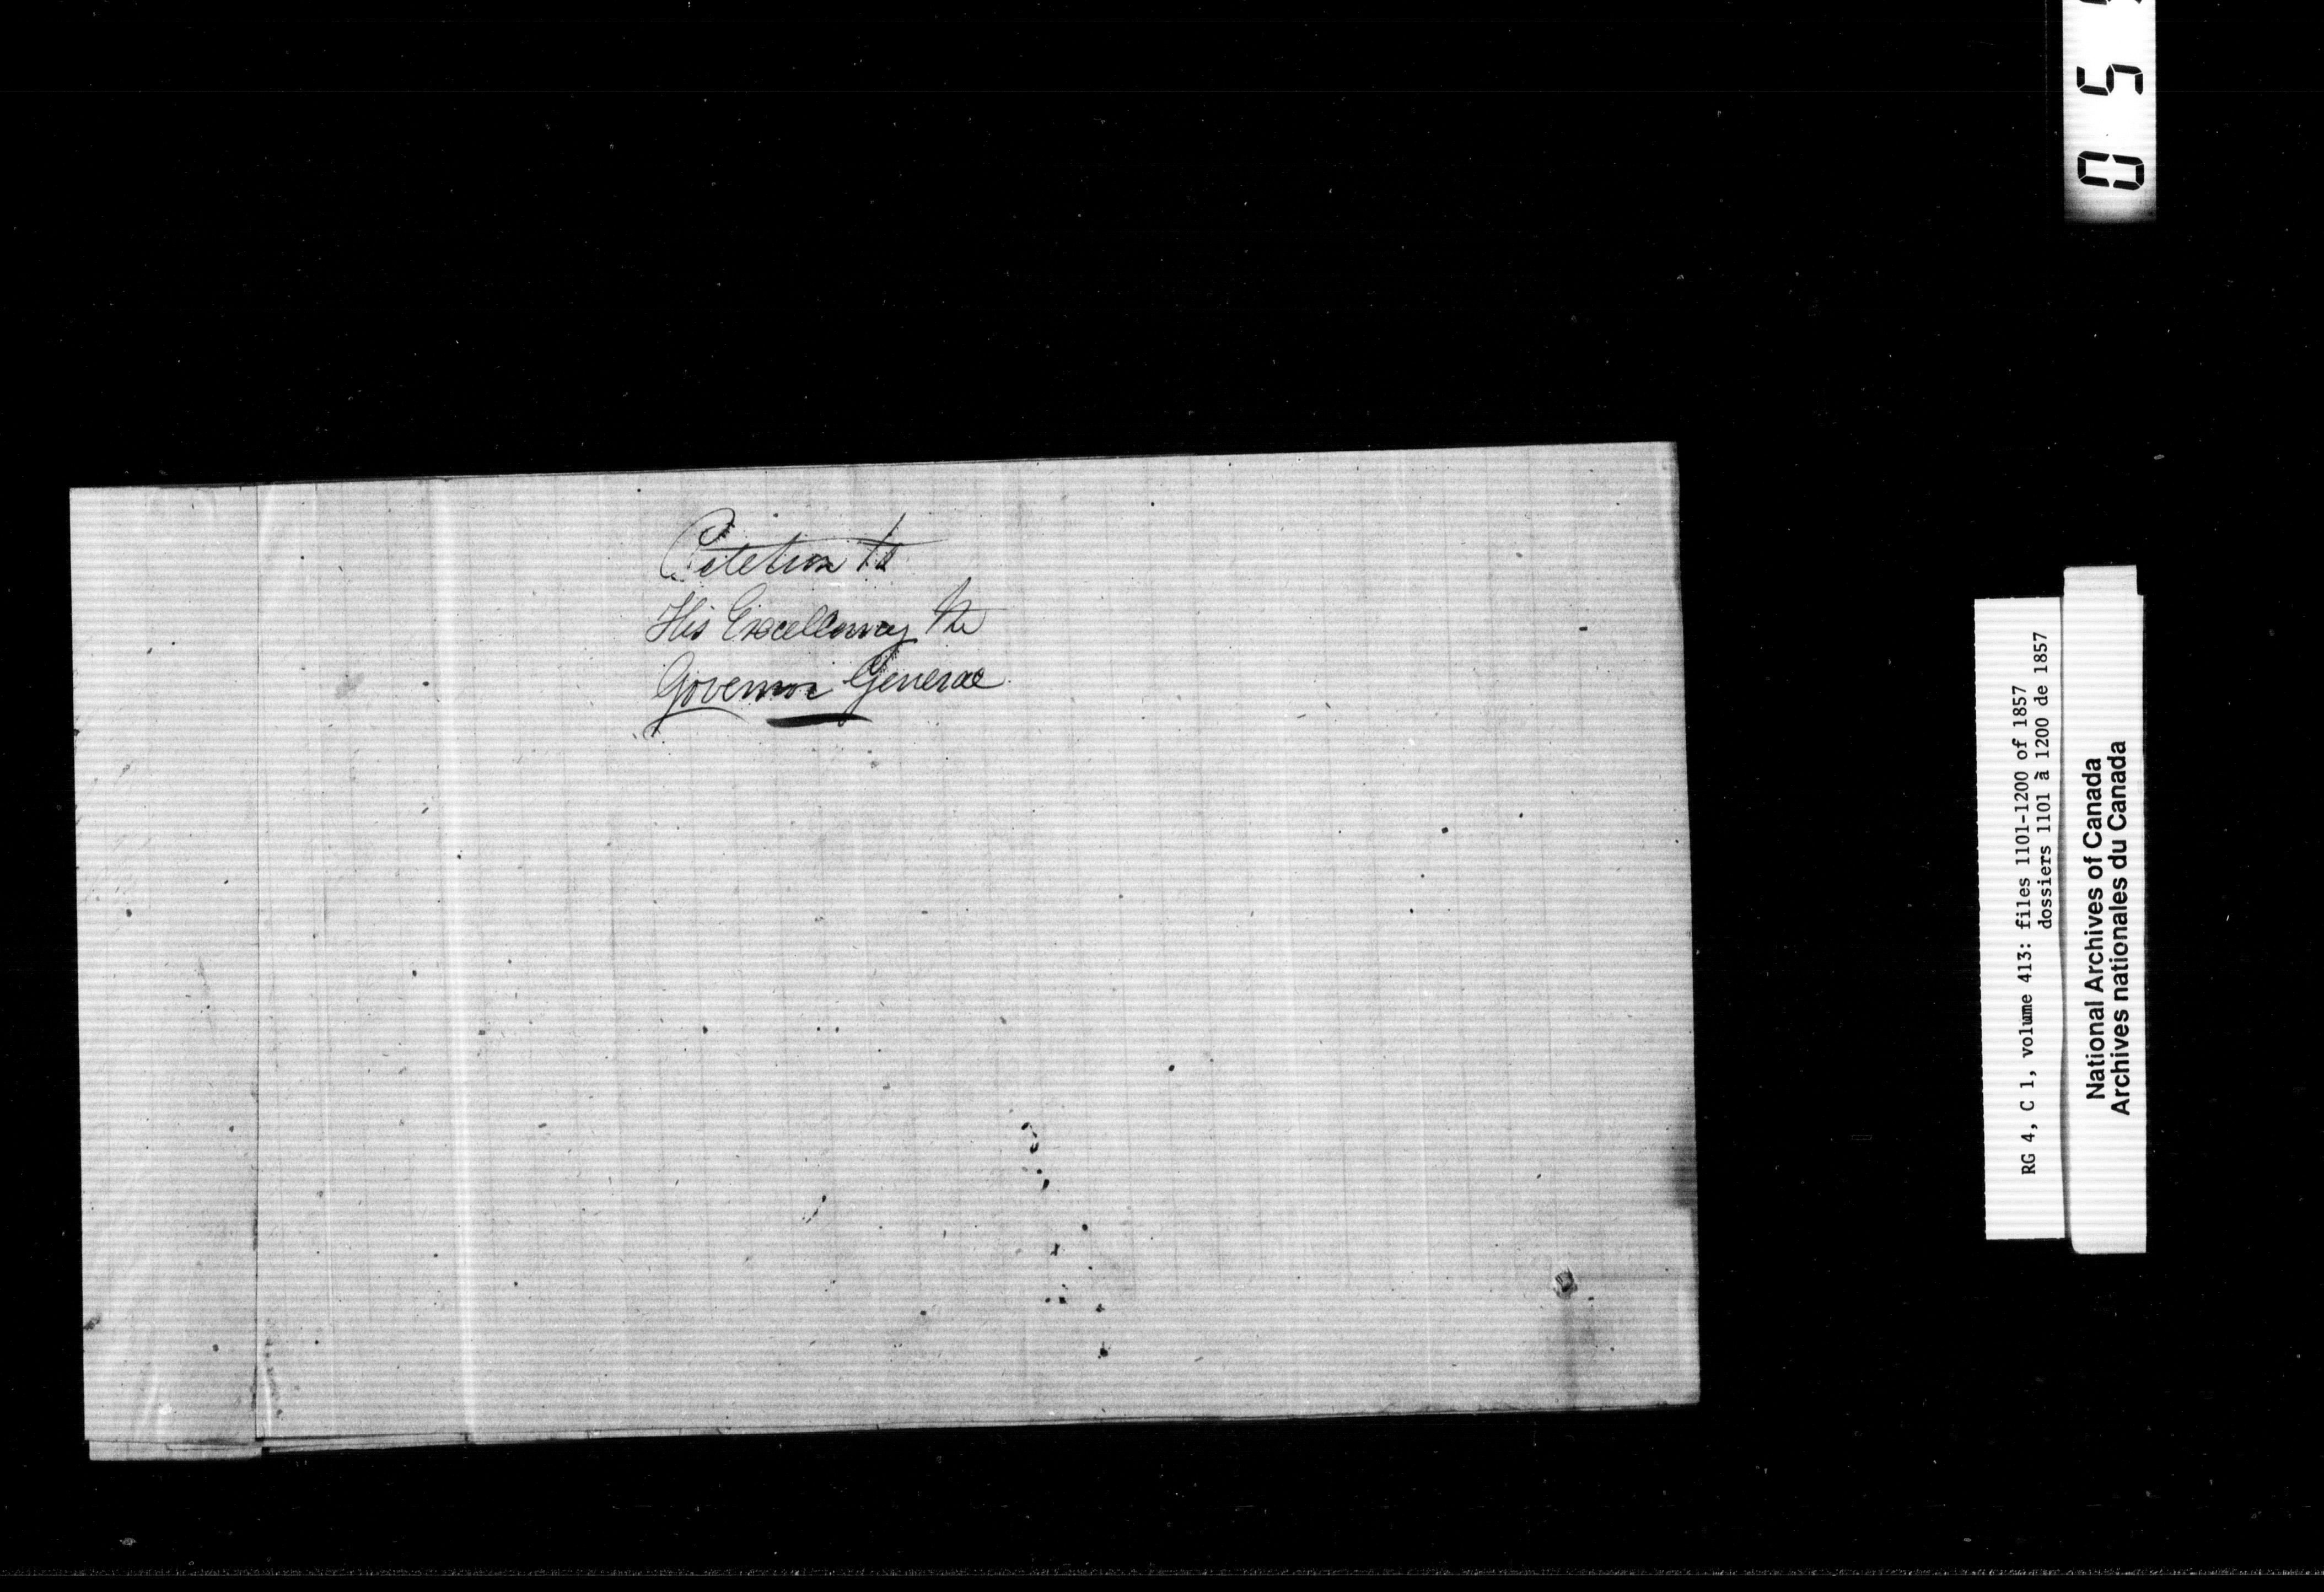 Petition to
His Excellency the
Governor General
RG 4, C 1, volume 413: files 1101-1200 of 1857
dossiers 1101 à 1200 de 1857
National Archives of Canada
Archives nationales du Canada
0 5